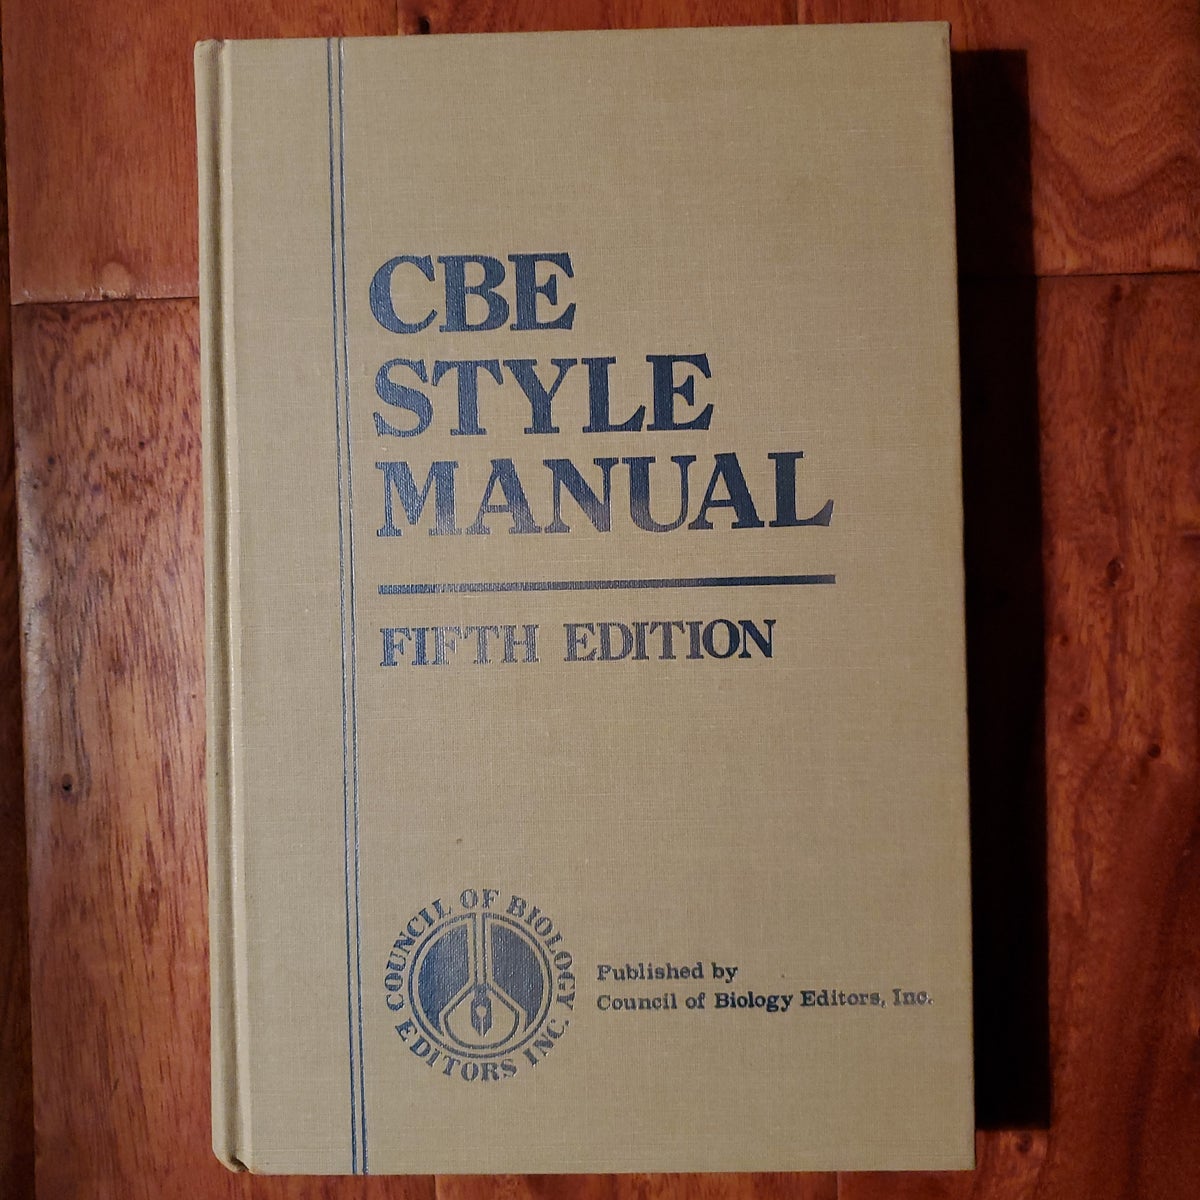 CBE
STYLE
MANUAL
FIFTH EDITION
COUNCIL OF BIOLOGY
EDITORS INC.
Published by
Council of Biology Editors, Inc.